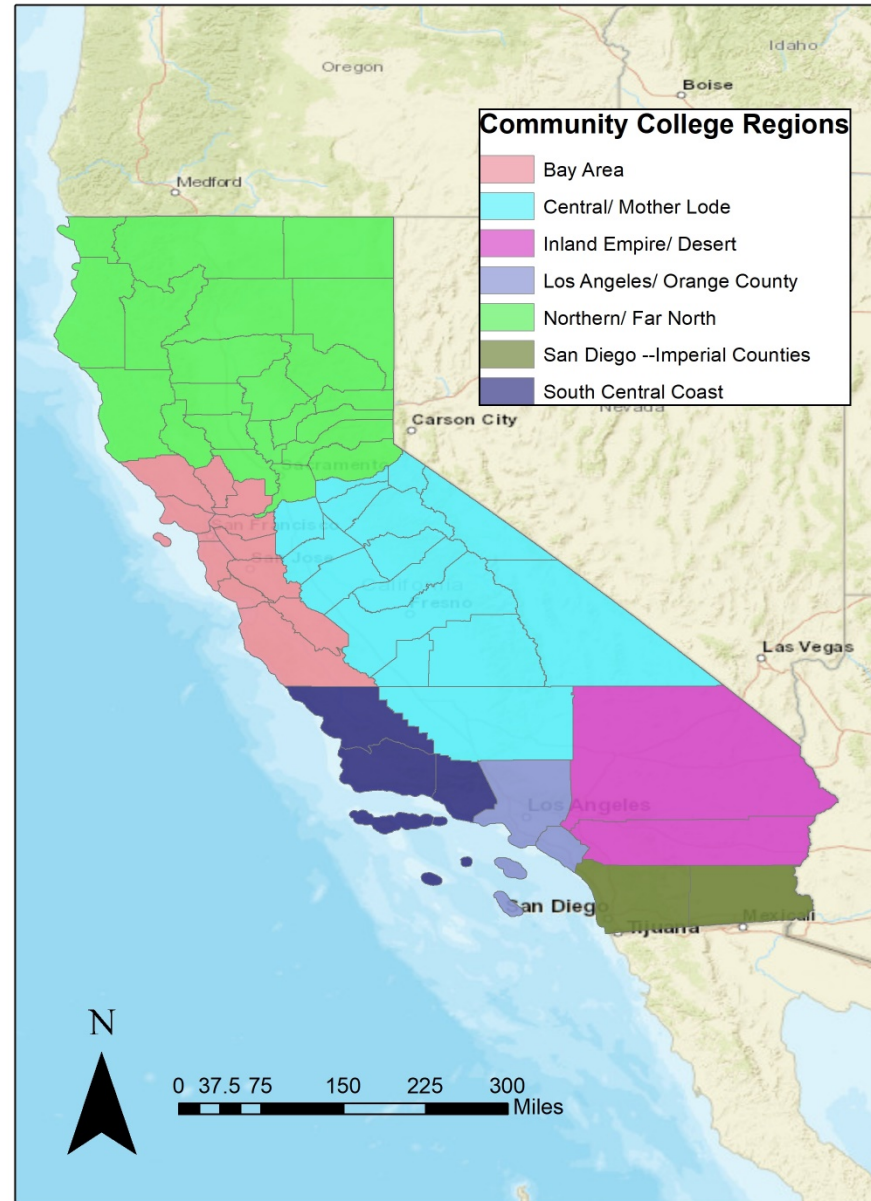 Idaho
Oregon
Boise
Community College Regions
Bay Area
Medford
Central/ Mother Lode
Inland Empire/ Desert
Los Angeles/ Orange County
Northern/ Far North
San Diego --Imperial Counties
South Central Coast
Nevada
Carson City
Sacramento
San Francisco
San Jose
California
Fresno
Las Vegas
Los Angeles
San Diego
Tijuana
Mexicali
N
0 37.5 75 150 225 300
Miles